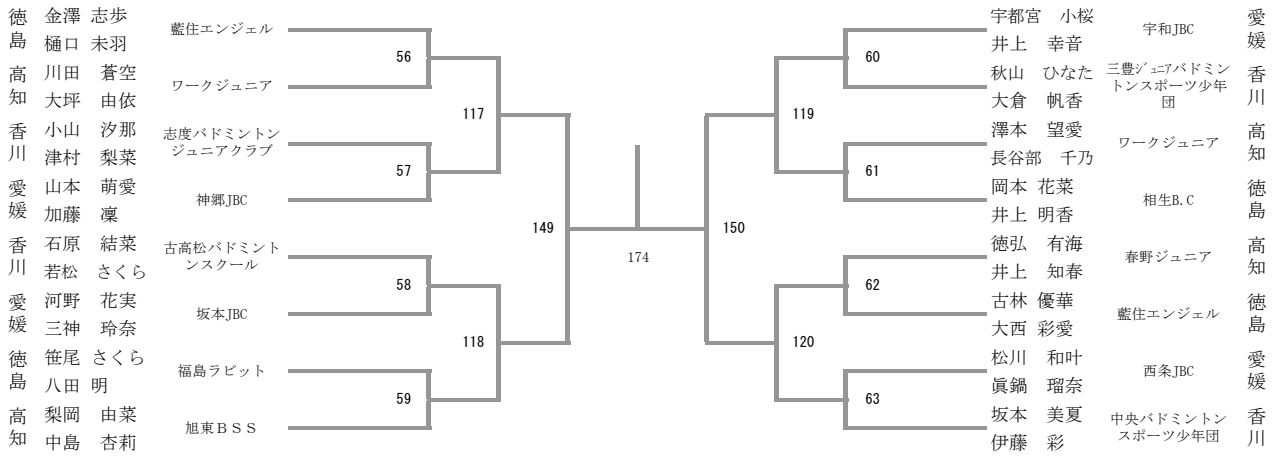 徳島
金澤 志歩
樋口 未羽
藍住エンジェル
高知
川田 蒼空
大坪 由依
ワークジュニア
香川
小山 汐那
津村 梨菜
志度バドミントン
ジュニアクラブ
愛媛
山本 萌愛
加藤 凜
神郷JBC
香川
石原 結菜
若松 さくら
古高松バドミント
ンスクール
愛媛
河野 花実
三神 玲奈
坂本JBC
徳島
笹尾 さくら
八田 明
福島ラビット
高知
梨岡 由菜
中島 杏莉
旭東ＢＳＳ
56
57
58
59
117
118
149
174
150
119
120
60
61
62
63
宇都宮 小桜
井上 幸音
宇和JBC
愛媛
秋山 ひなた
大倉 帆香
三豊ジュニアバドミン
トンスポーツ少年
団
香川
澤本 望愛
長谷部 千乃
ワークジュニア
高知
岡本 花菜
井上 明香
相生B.C
徳島
徳弘 有海
井上 知春
春野ジュニア
高知
古林 優華
大西 彩愛
藍住エンジェル
徳島
松川 和叶
眞鍋 瑠奈
西条JBC
愛媛
坂本 美夏
伊藤 彩
中央バドミントン
スポーツ少年団
香川